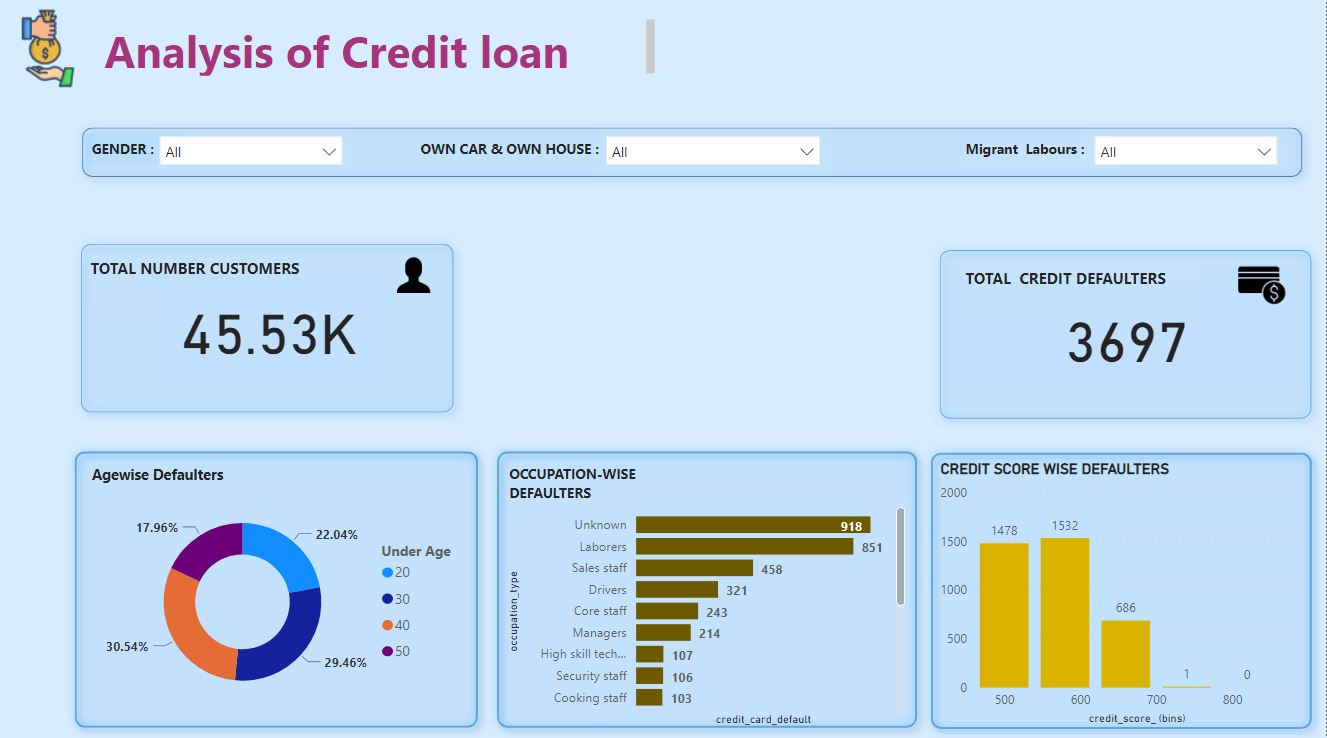 Analysis of Credit loan
GENDER : All
OWN CAR & OWN HOUSE : All
Migrant Labours : All
TOTAL NUMBER CUSTOMERS
45.53K
TOTAL CREDIT DEFAULTERS
3697
Agewise Defaulters
17.96%
22.04%
30.54%
29.46%
Under Age
20
30
40
50
OCCUPATION-WISE
DEFAULTERS
occupation_type
Unknown 918
Laborers 851
Sales staff 458
Drivers 321
Core staff 243
Managers 214
High skill tech... 107
Security staff 106
Cooking staff 103
credit_card_default
CREDIT SCORE WISE DEFAULTERS
2000
1500
1000
500
0
1478
1532
686
1
0
500 600 700 800
credit_score_ (bins)